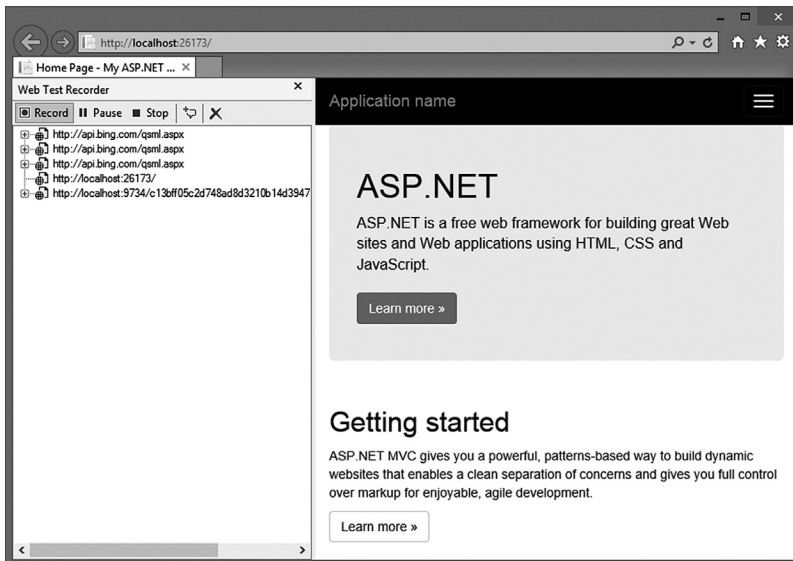 http://localhost:26173/
Home Page - My ASP.NET ...
Web Test Recorder
Record Pause Stop
http://api.bing.com/qsml.aspx
http://api.bing.com/qsml.aspx
http://api.bing.com/qsml.aspx
http://localhost:26173/
http://localhost:9734/c13bff05c2d748ad8d3210b14d3947
Application name
ASP.NET
ASP.NET is a free web framework for building great Web
sites and Web applications using HTML, CSS and
JavaScript.
Learn more »
Getting started
ASP.NET MVC gives you a powerful, patterns-based way to build dynamic
websites that enables a clean separation of concerns and gives you full control
over markup for enjoyable, agile development.
Learn more »